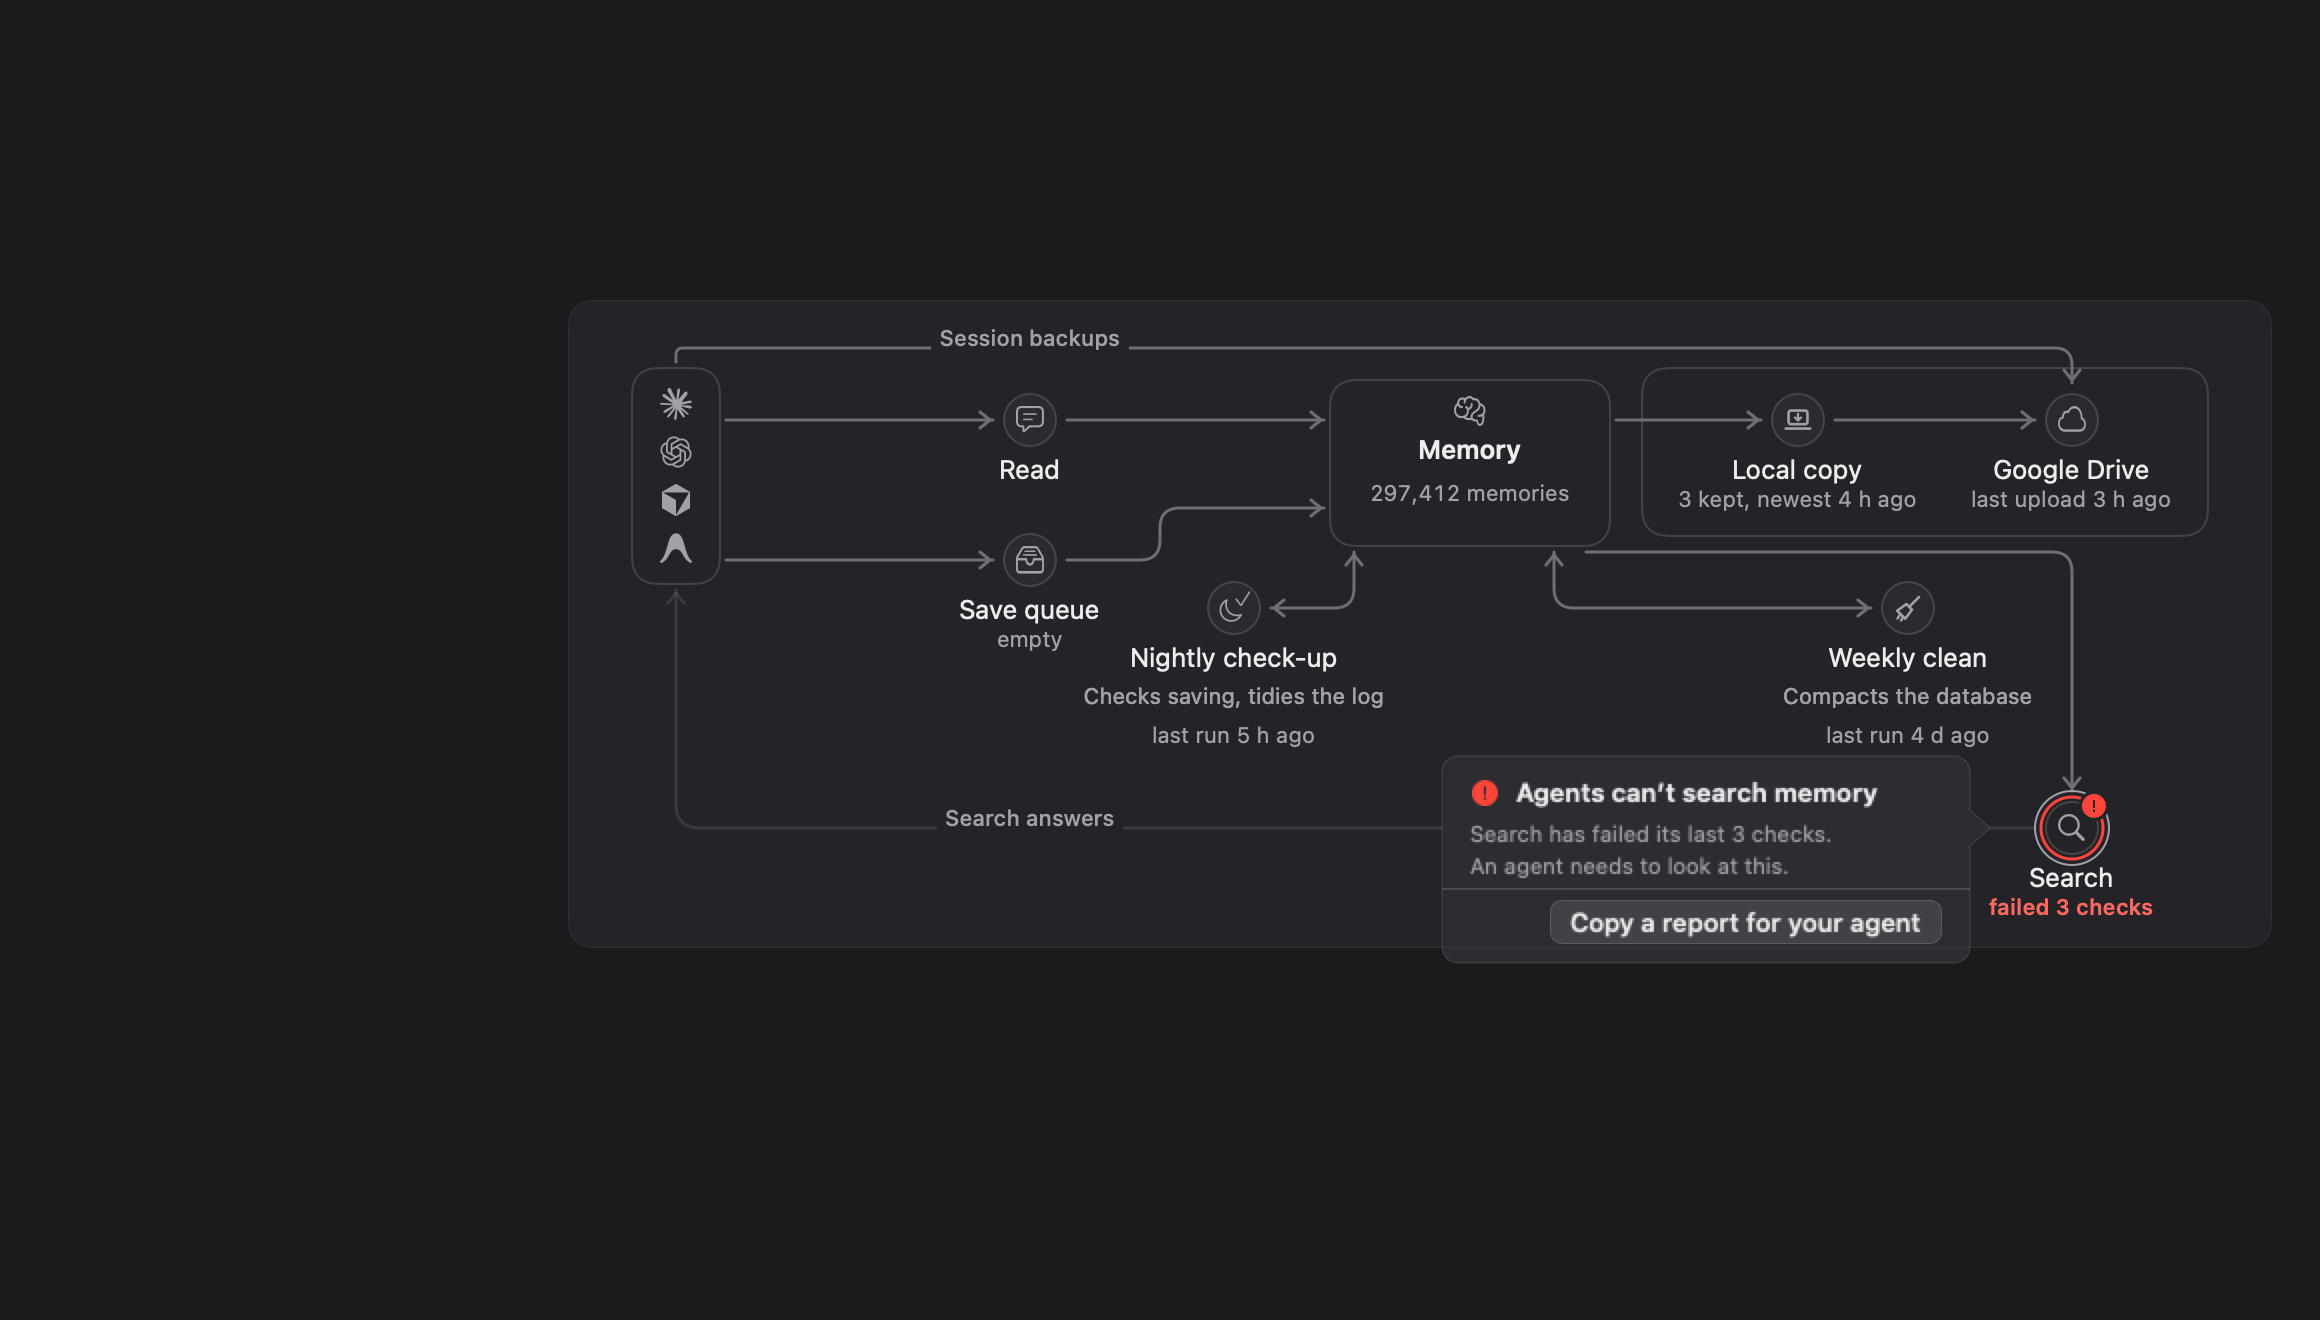 Session backups
Read
Memory
297,412 memories
Local copy
3 kept, newest 4 h ago
Google Drive
last upload 3 h ago
Save queue
empty
Nightly check-up
Checks saving, tidies the log
last run 5 h ago
Weekly clean
Compacts the database
last run 4 d ago
Search answers
Agents can’t search memory
Search has failed its last 3 checks.
An agent needs to look at this.
Copy a report for your agent
Search
failed 3 checks